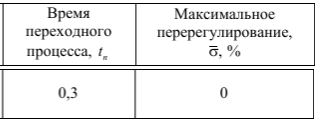 Время
переходного
процесса, tп
Максимальное
перерегулирование,
σ̅, %
0,3
0